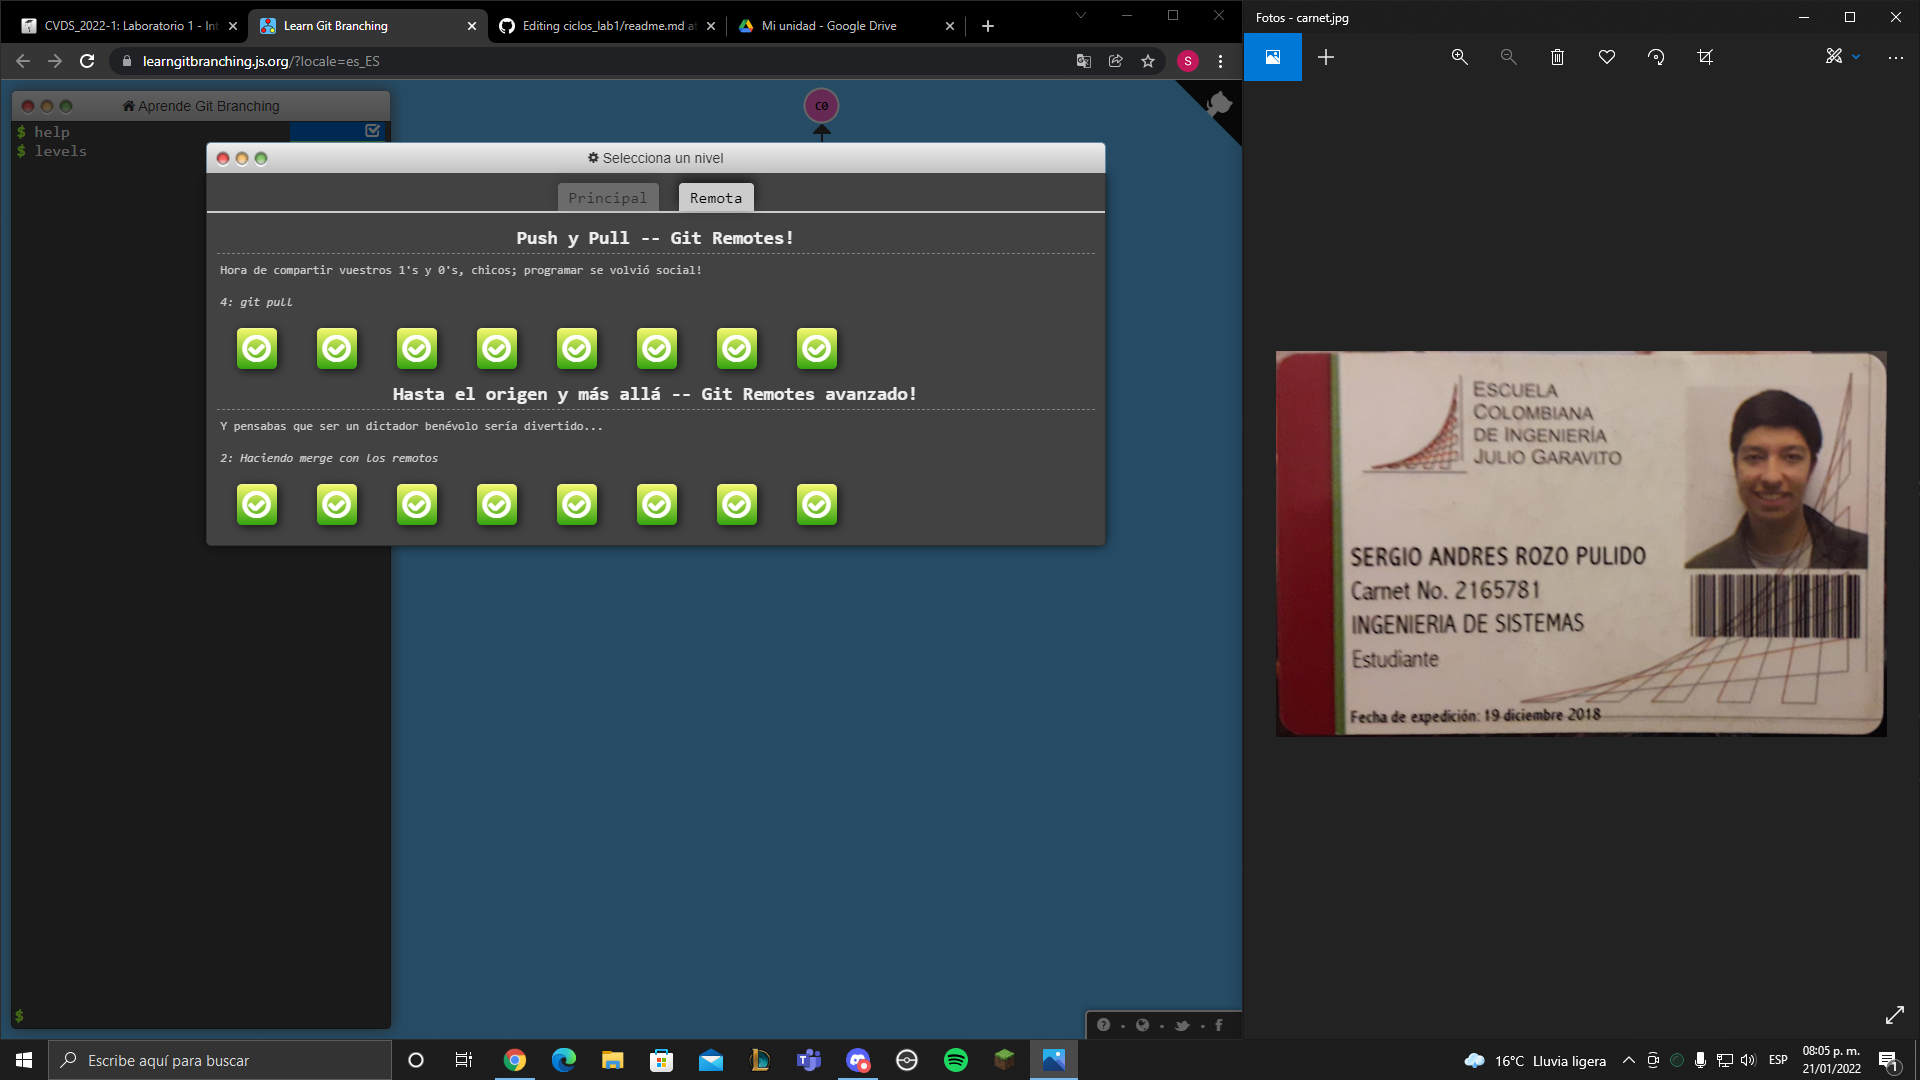 CVDS_2022-1: Laboratorio 1 - Int
Learn Git Branching
Editing ciclos_lab1/readme.md at
Mi unidad - Google Drive
learngitbranching.js.org/?locale=es_ES
S
Aprende Git Branching
$ help
$ levels
C0
Selecciona un nivel
Principal
Remota
Push y Pull -- Git Remotes!
Hora de compartir vuestros 1's y 0's, chicos; programar se volvió social!
4: git pull
Hasta el origen y más allá -- Git Remotes avanzado!
Y pensabas que ser un dictador benévolo sería divertido...
2: Haciendo merge con los remotos
$
Fotos - carnet.jpg
ESCUELA
COLOMBIANA
DE INGENIERÍA
JULIO GARAVITO
SERGIO ANDRES ROZO PULIDO
Carnet No. 2165781
INGENIERIA DE SISTEMAS
Estudiante
Fecha de expedición: 19 diciembre 2018
Escribe aquí para buscar
16°C Lluvia ligera
ESP
08:05 p. m.
21/01/2022
1